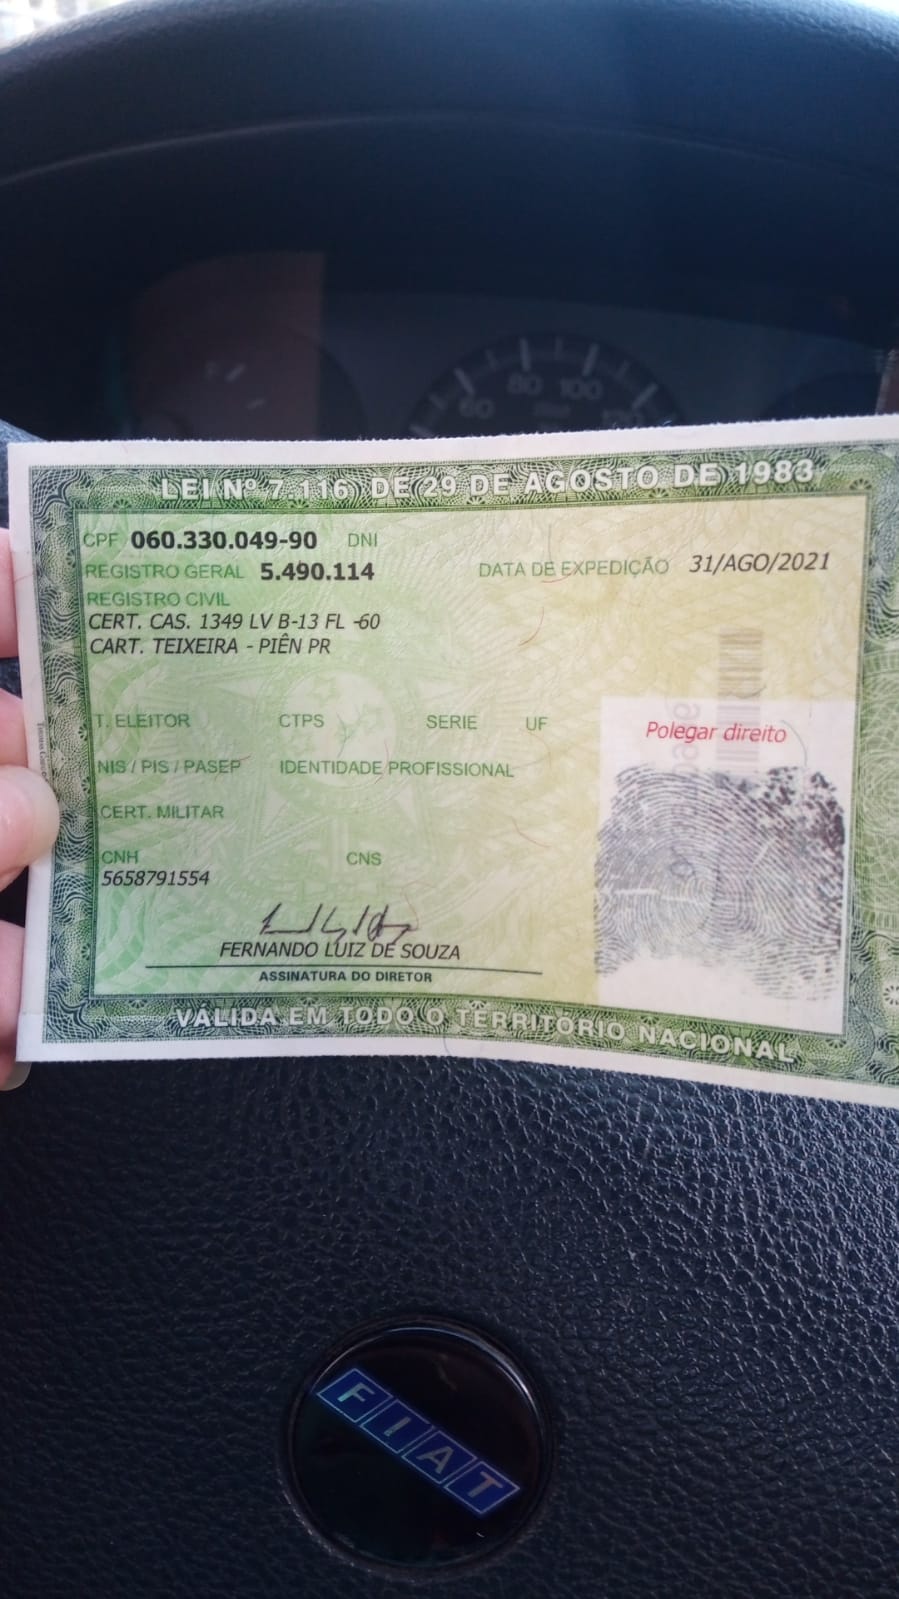 LEI Nº 7.116, DE 29 DE AGOSTO DE 1983
CPF 060.330.049-90 DNI
REGISTRO GERAL 5.490.114 DATA DE EXPEDIÇÃO 31/AGO/2021
REGISTRO CIVIL
CERT. CAS. 1349 LV B-13 FL -60
CART. TEIXEIRA - PIÊN PR
T. ELEITOR CTPS SERIE UF
Polegar direito
NIS / PIS / PASEP IDENTIDADE PROFISSIONAL
CERT. MILITAR
CNH CNS
5658791554
FERNANDO LUIZ DE SOUZA
ASSINATURA DO DIRETOR
VÁLIDA EM TODO O TERRITÓRIO NACIONAL
60 80 100
FIAT